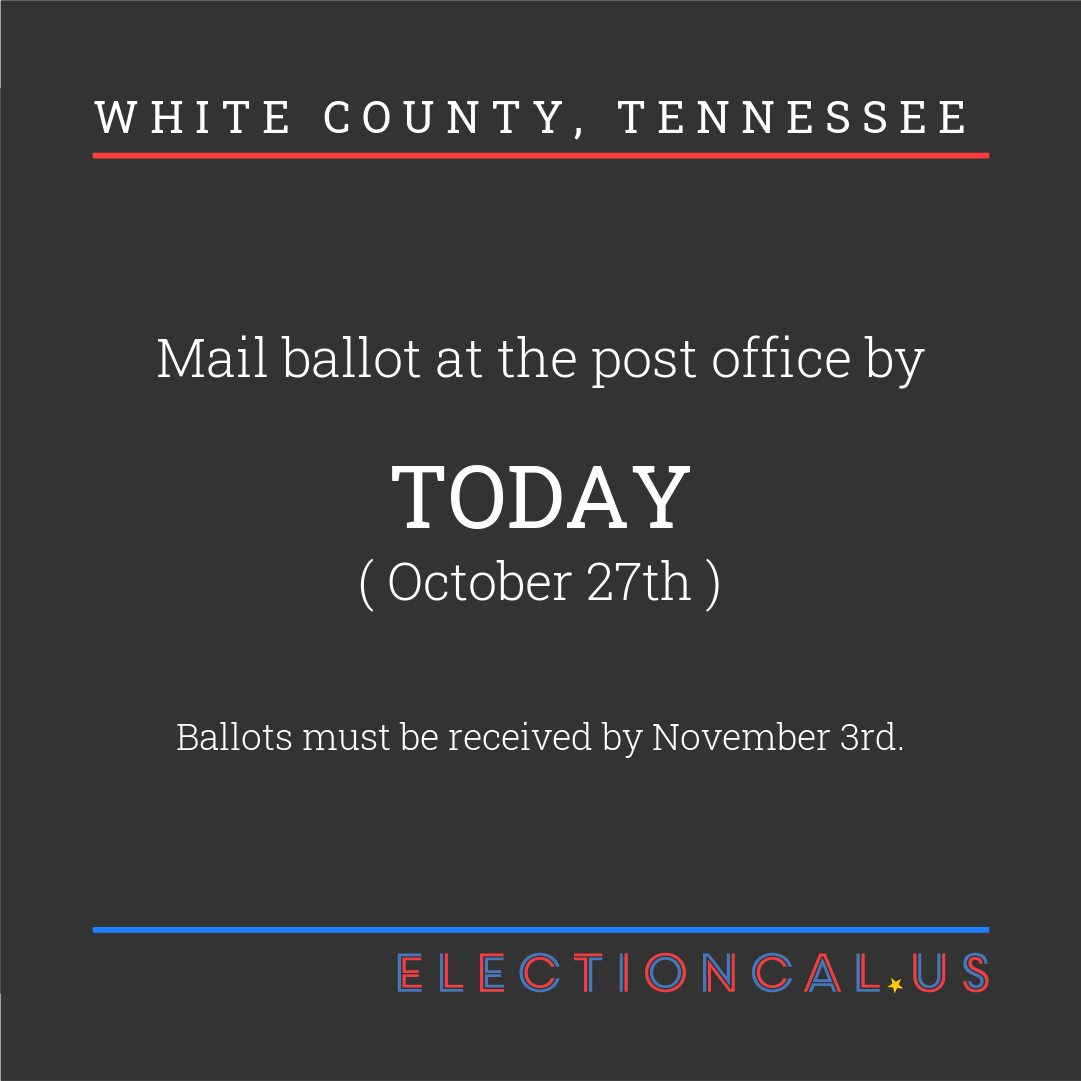 WHITE COUNTY, TENNESSEE
Mail ballot at the post office by
TODAY
( October 27th )
Ballots must be received by November 3rd.
ELECTIONCAL.US